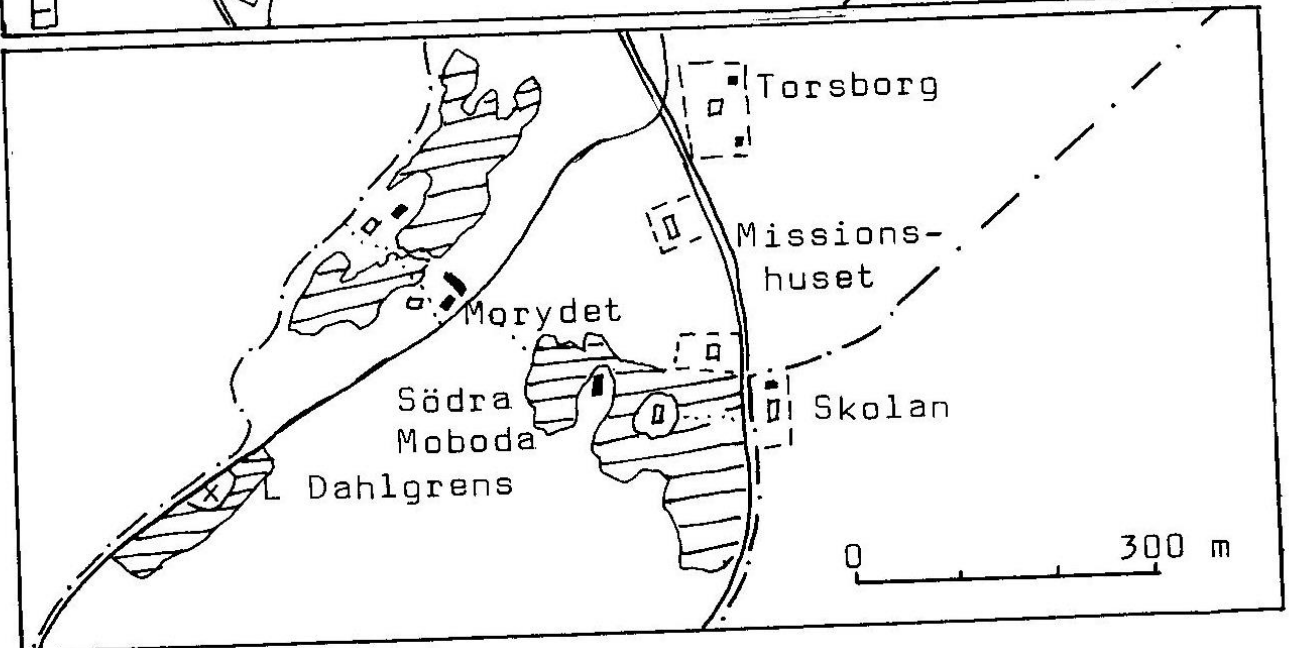 Torsborg
Missions-
huset
Morydet
Södra
Moboda
Skolan
L Dahlgrens
0
300 m